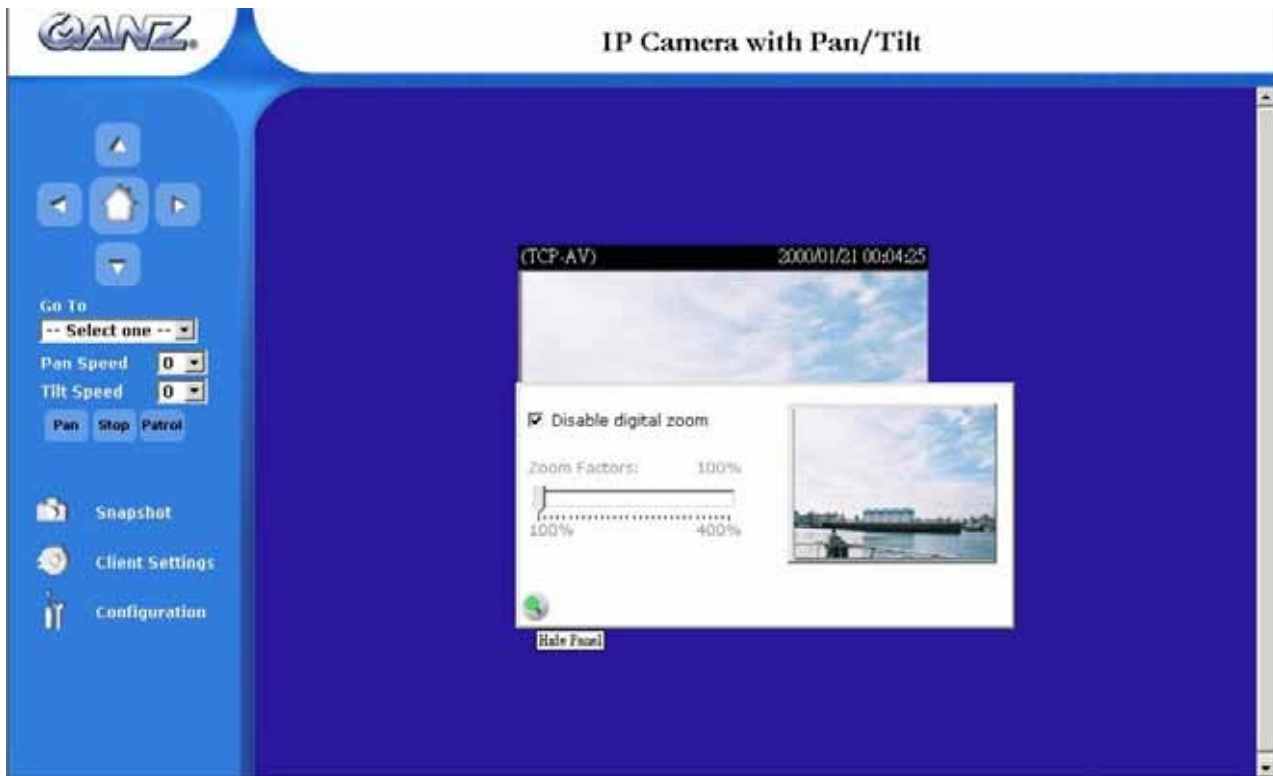 GANZ.
IP Camera with Pan/Tilt
Go To
-- Select one --
Pan Speed 0
Tilt Speed 0
Pan Stop Patrol
Snapshot
Client Settings
Configuration
(TCP-AV) 2000/01/21 00:04:25
Disable digital zoom
Zoom Factors: 100%
100% 400%
Hide Panel